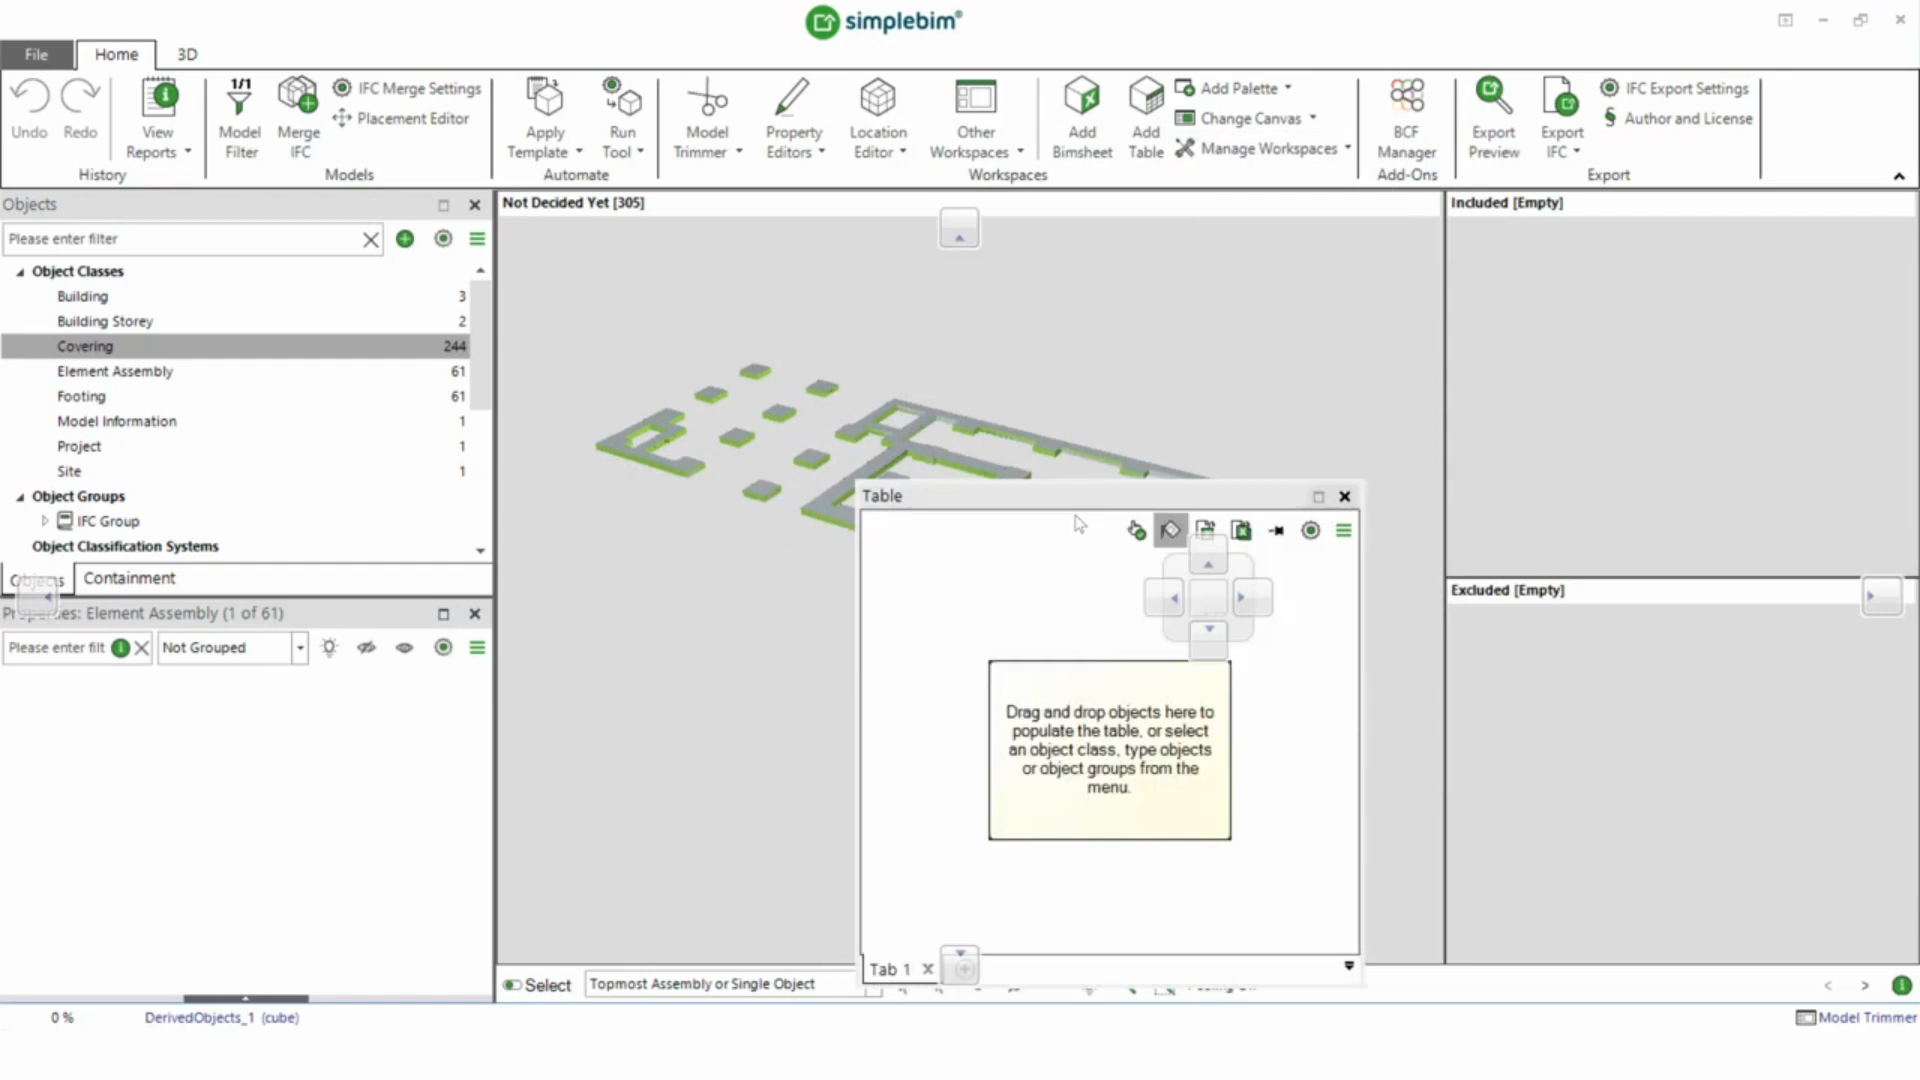 simplebim®
File
Home
3D
Undo
Redo
View
Reports
History
1/1
Model
Filter
Merge
IFC
IFC Merge Settings
Placement Editor
Models
Apply
Template
Run
Tool
Automate
Model
Trimmer
Property
Editors
Location
Editor
Other
Workspaces
Add
Bimsheet
Add
Table
Add Palette
Change Canvas
Manage Workspaces
Workspaces
BCF
Manager
Add-Ons
Export
Preview
Export
IFC
IFC Export Settings
Author and License
Export
Objects
Please enter filter
Object Classes
Building 3
Building Storey 2
Covering 244
Element Assembly 61
Footing 61
Model Information 1
Project 1
Site 1
Object Groups
IFC Group
Object Classification Systems
Objects
Containment
Properties: Element Assembly (1 of 61)
Please enter filt
Not Grouped
Not Decided Yet [305]
Included [Empty]
Excluded [Empty]
Table
Drag and drop objects here to
populate the table, or select
an object class, type objects
or object groups from the
menu.
Tab 1
Select
Topmost Assembly or Single Object
0 %
DerivedObjects_1 (cube)
Model Trimmer